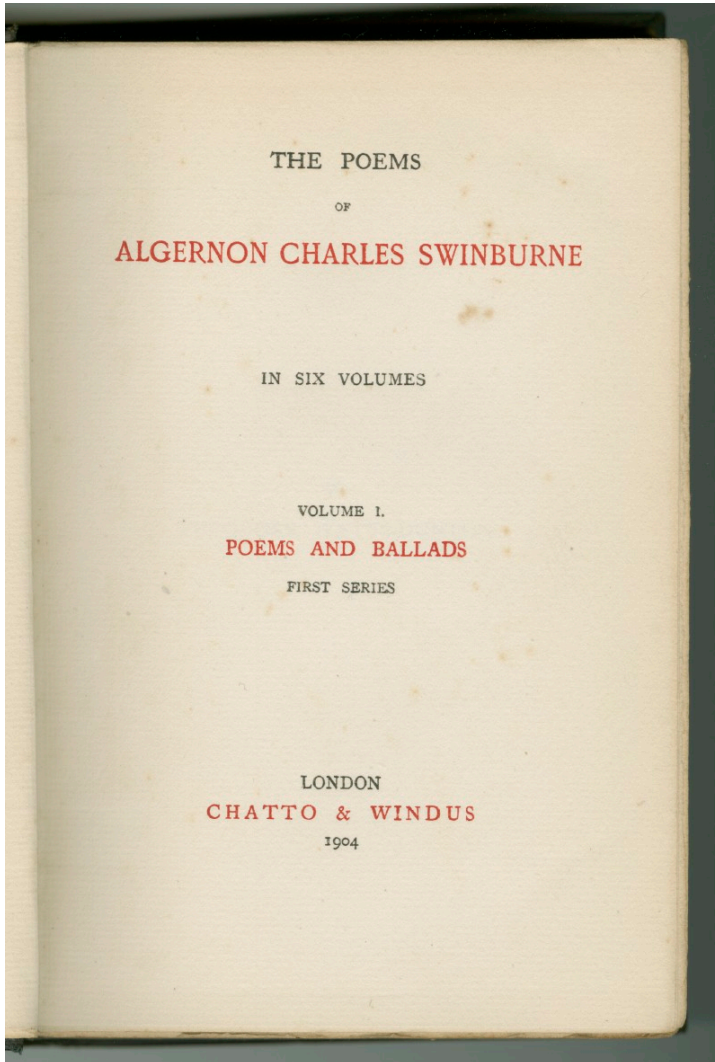 THE POEMS
OF
ALGERNON CHARLES SWINBURNE
IN SIX VOLUMES
VOLUME I.
POEMS AND BALLADS
FIRST SERIES
LONDON
CHATTO & WINDUS
1904